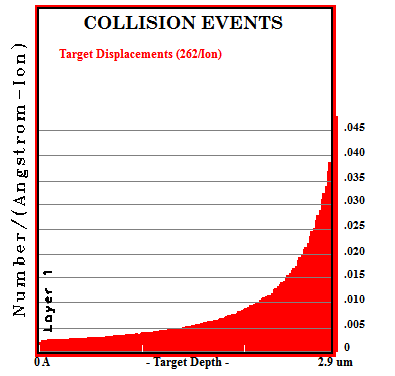 COLLISION EVENTS
Target Displacements (262/Ion)
Number/(Angstrom-Ion)
Layer 1
.045
.040
.035
.030
.025
.020
.015
.010
.005
0
0 A
- Target Depth -
2.9 um